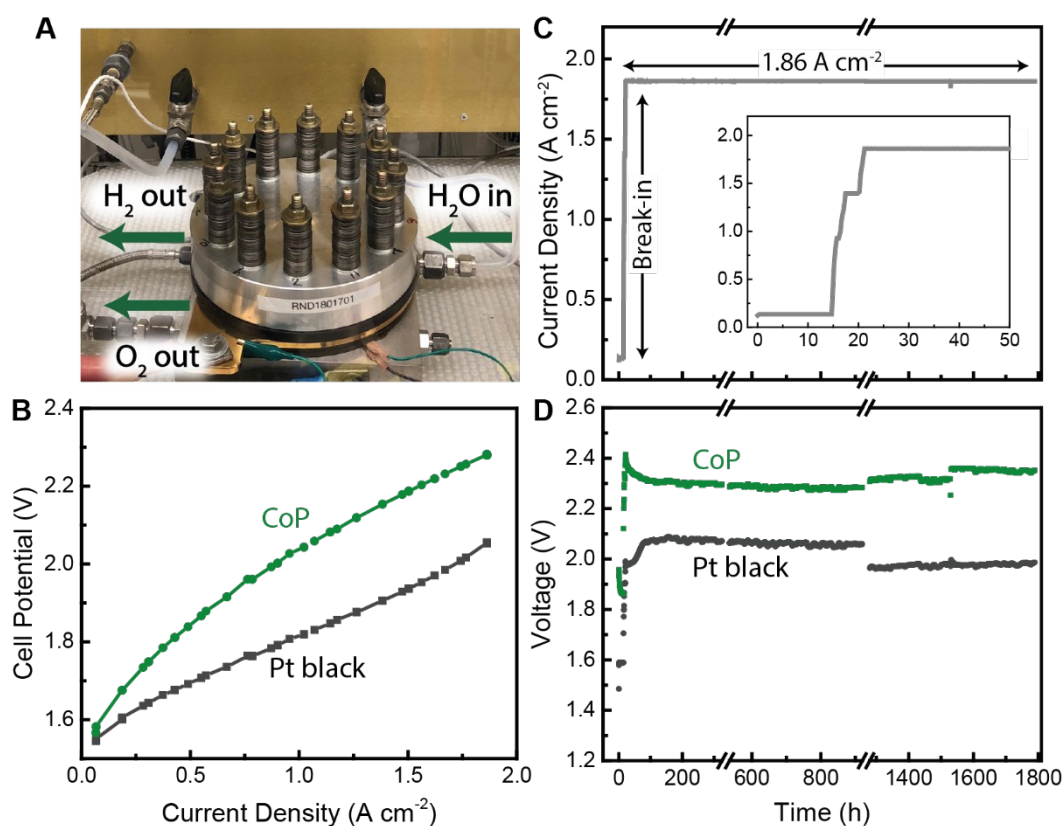 A
H₂ out
H₂O in
RND1801701
O₂ out
B
Cell Potential (V)
2.4
2.2
2.0
1.8
1.6
CoP
Pt black
0.0
0.5
1.0
1.5
2.0
Current Density (A cm⁻²)
C
Current Density (A cm⁻²)
2.0
1.5
1.0
0.5
0.0
1.86 A cm⁻²
Break-in
2.0
1.5
1.0
0.5
0.0
0
10
20
30
40
50
D
Voltage (V)
2.6
2.4
2.2
2.0
1.8
1.6
1.4
1.2
CoP
Pt black
0
200
600
800
1400
1600
1800
Time (h)